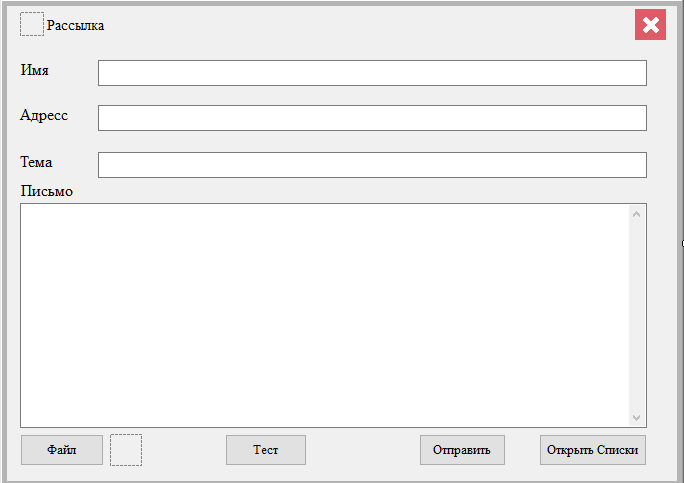 Рассылка
Имя
Адресс
Тема
Письмо
Файл Тест Отправить Открыть Списки